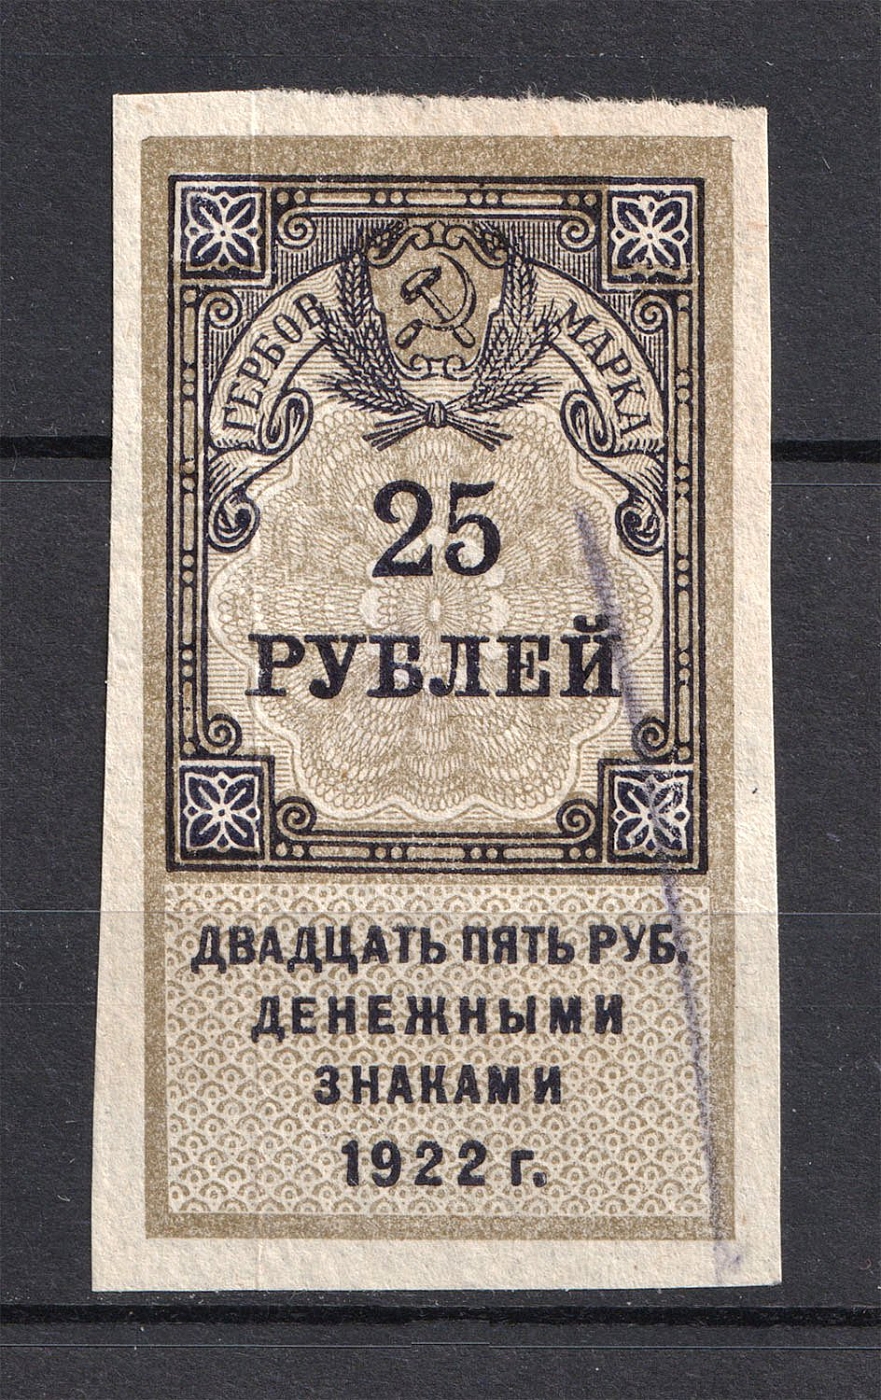 ГЕРБОВ. МАРКА
25
РУБЛЕЙ
ДВАДЦАТЬ ПЯТЬ РУБ.
ДЕНЕЖНЫМИ
ЗНАКАМИ
1922 г.